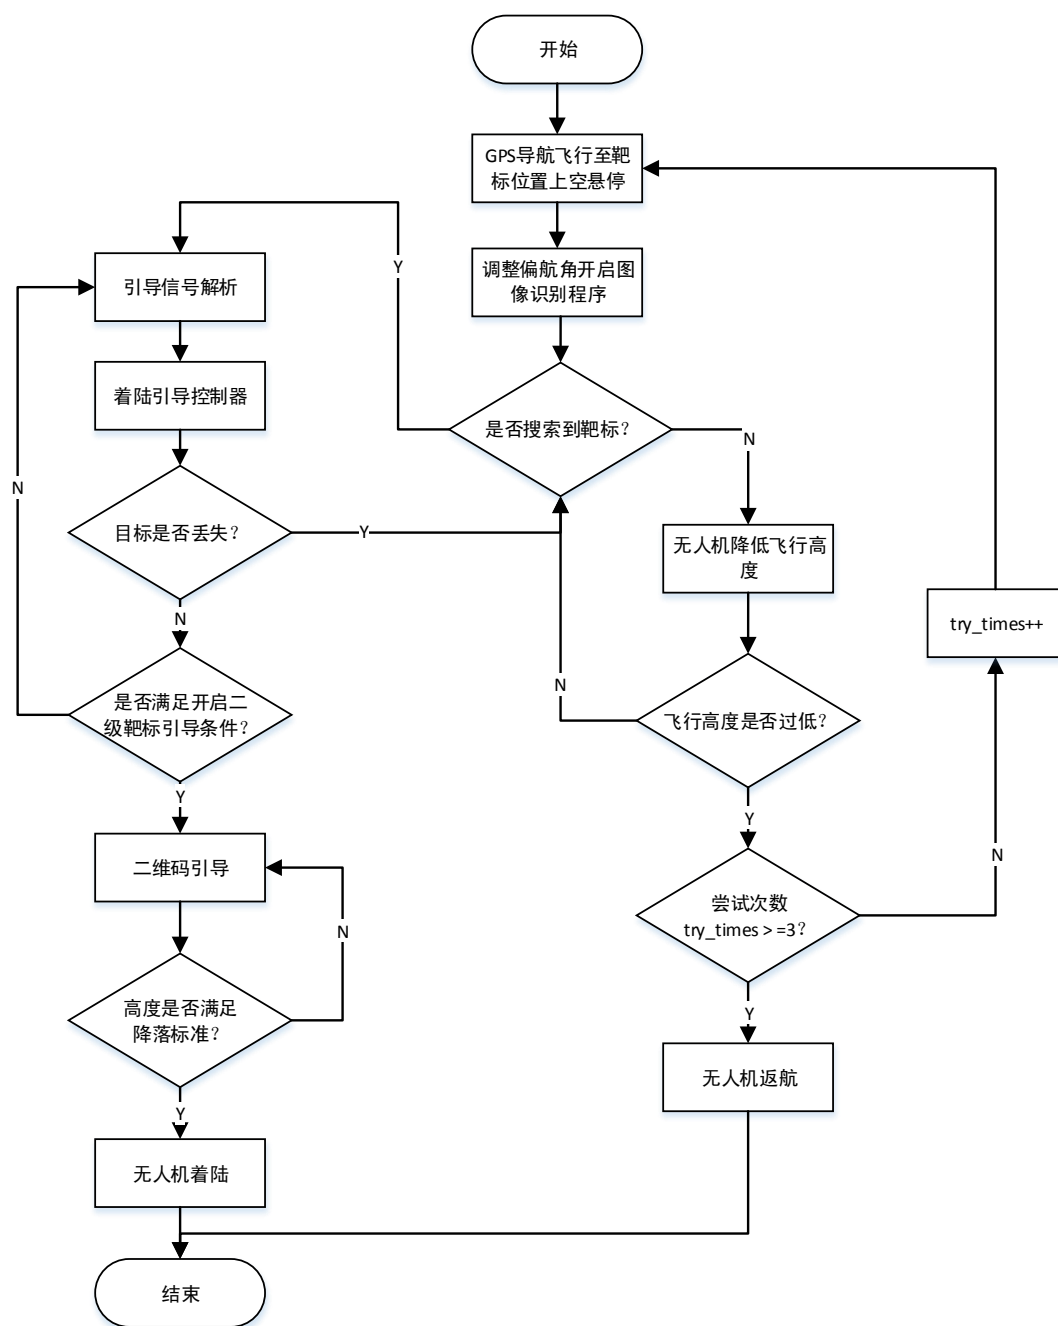 开始
GPS导航飞行至靶
标位置上空悬停
调整偏航角开启图
像识别程序
是否搜索到靶标？
Y
N
引导信号解析
着陆引导控制器
目标是否丢失？
Y
N
N
是否满足开启二
级靶标引导条件？
Y
二维码引导
N
高度是否满足
降落标准？
Y
无人机着陆
无人机降低飞行高
度
飞行高度是否过低？
N
Y
尝试次数
try_times > =3？
N
try_times++
Y
无人机返航
结束